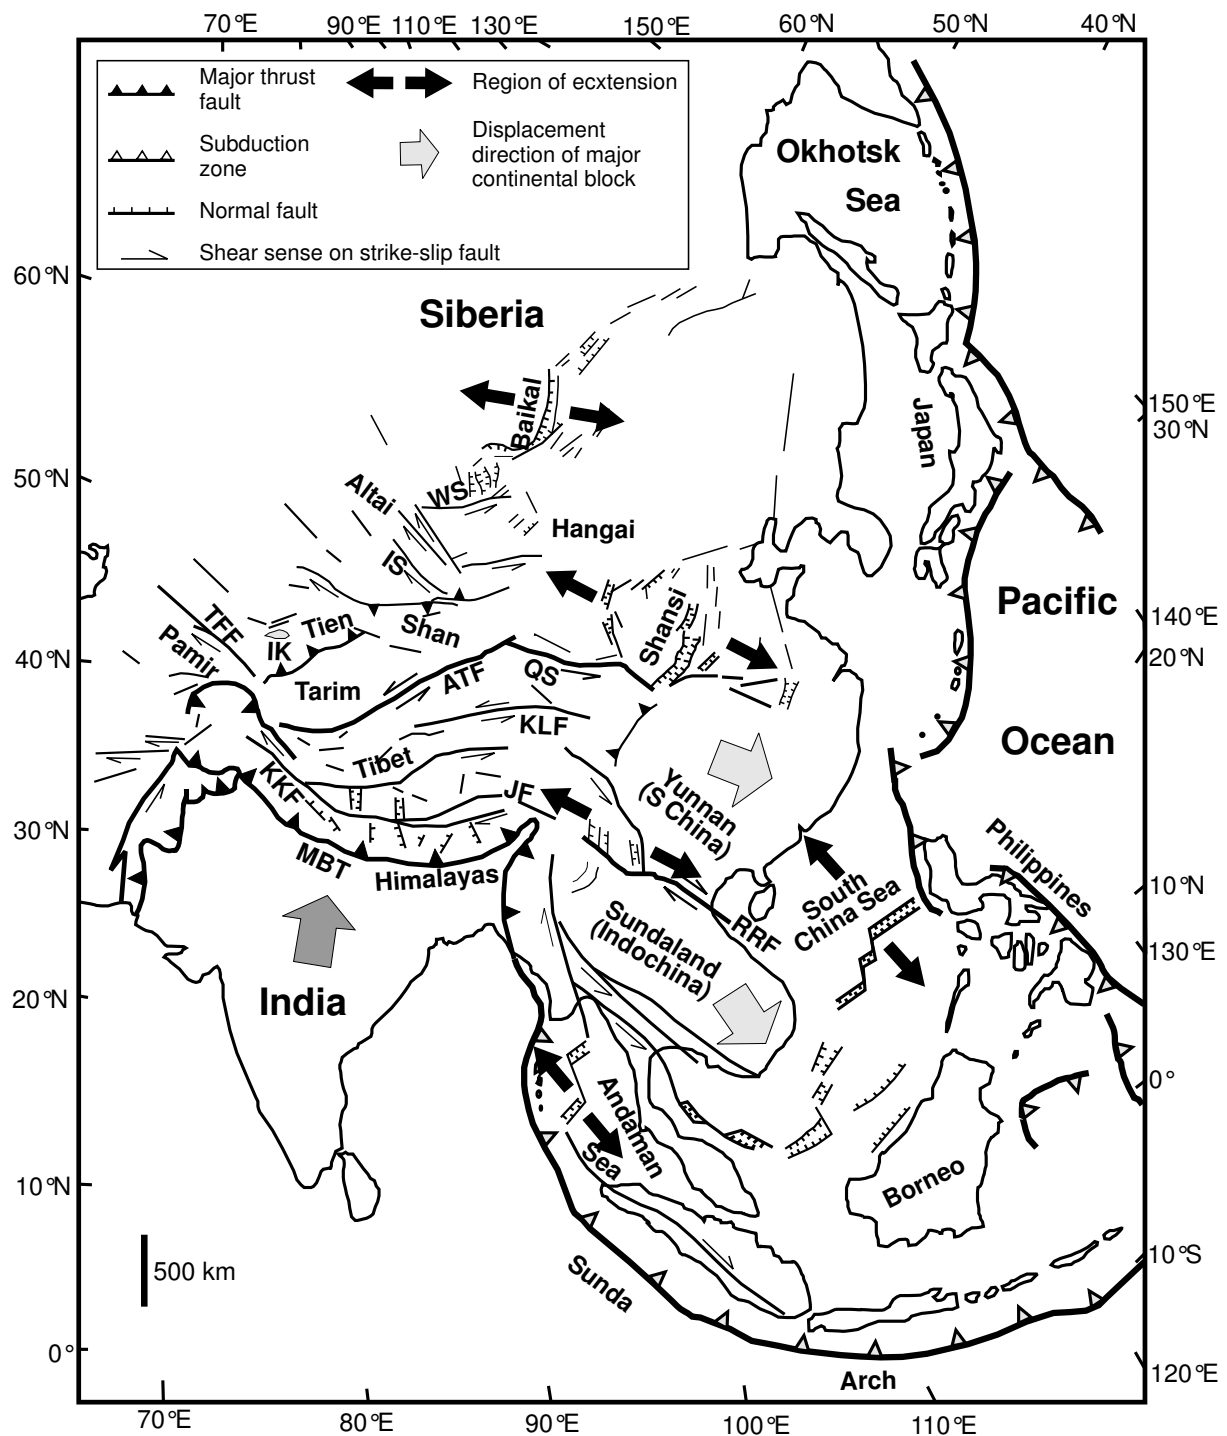 70°E 90°E 110°E 130°E 150°E 60°N 50°N 40°N
Major thrust
fault
Region of ecxtension
Subduction
zone
Displacement
direction of major
continental block
Normal fault
Shear sense on strike-slip fault
Okhotsk
Sea
60°N
Siberia
Baikal
Japan
150°E
30°N
50°N
Altai
WS
Hangai
IS
Pacific
140°E
20°N
TFF
Tien
Shan
Shansi
IK
Pamir
40°N
Tarim
ATF
QS
KLF
Ocean
Tibet
KKF
JF
Yunnan
(S China)
30°N
MBT
Himalayas
Philippines
10°N
South
China Sea
RRF
Sundaland
(Indochina)
130°E
20°N
India
0°
Andaman
Sea
Borneo
10°N
10°S
500 km
Sunda
0°
Arch
120°E
70°E 80°E 90°E 100°E 110°E